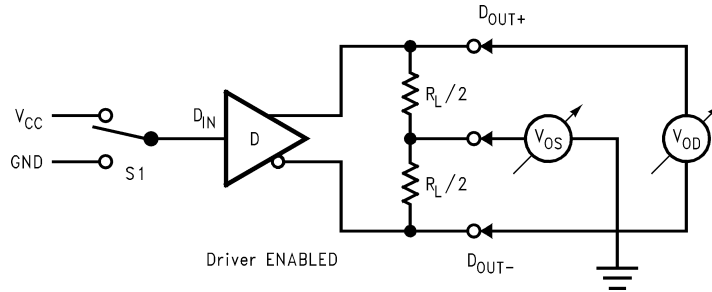 DOUT+
VCC
DIN
RL/2
D
VOS
VOD
GND
S1
RL/2
Driver ENABLED
DOUT-